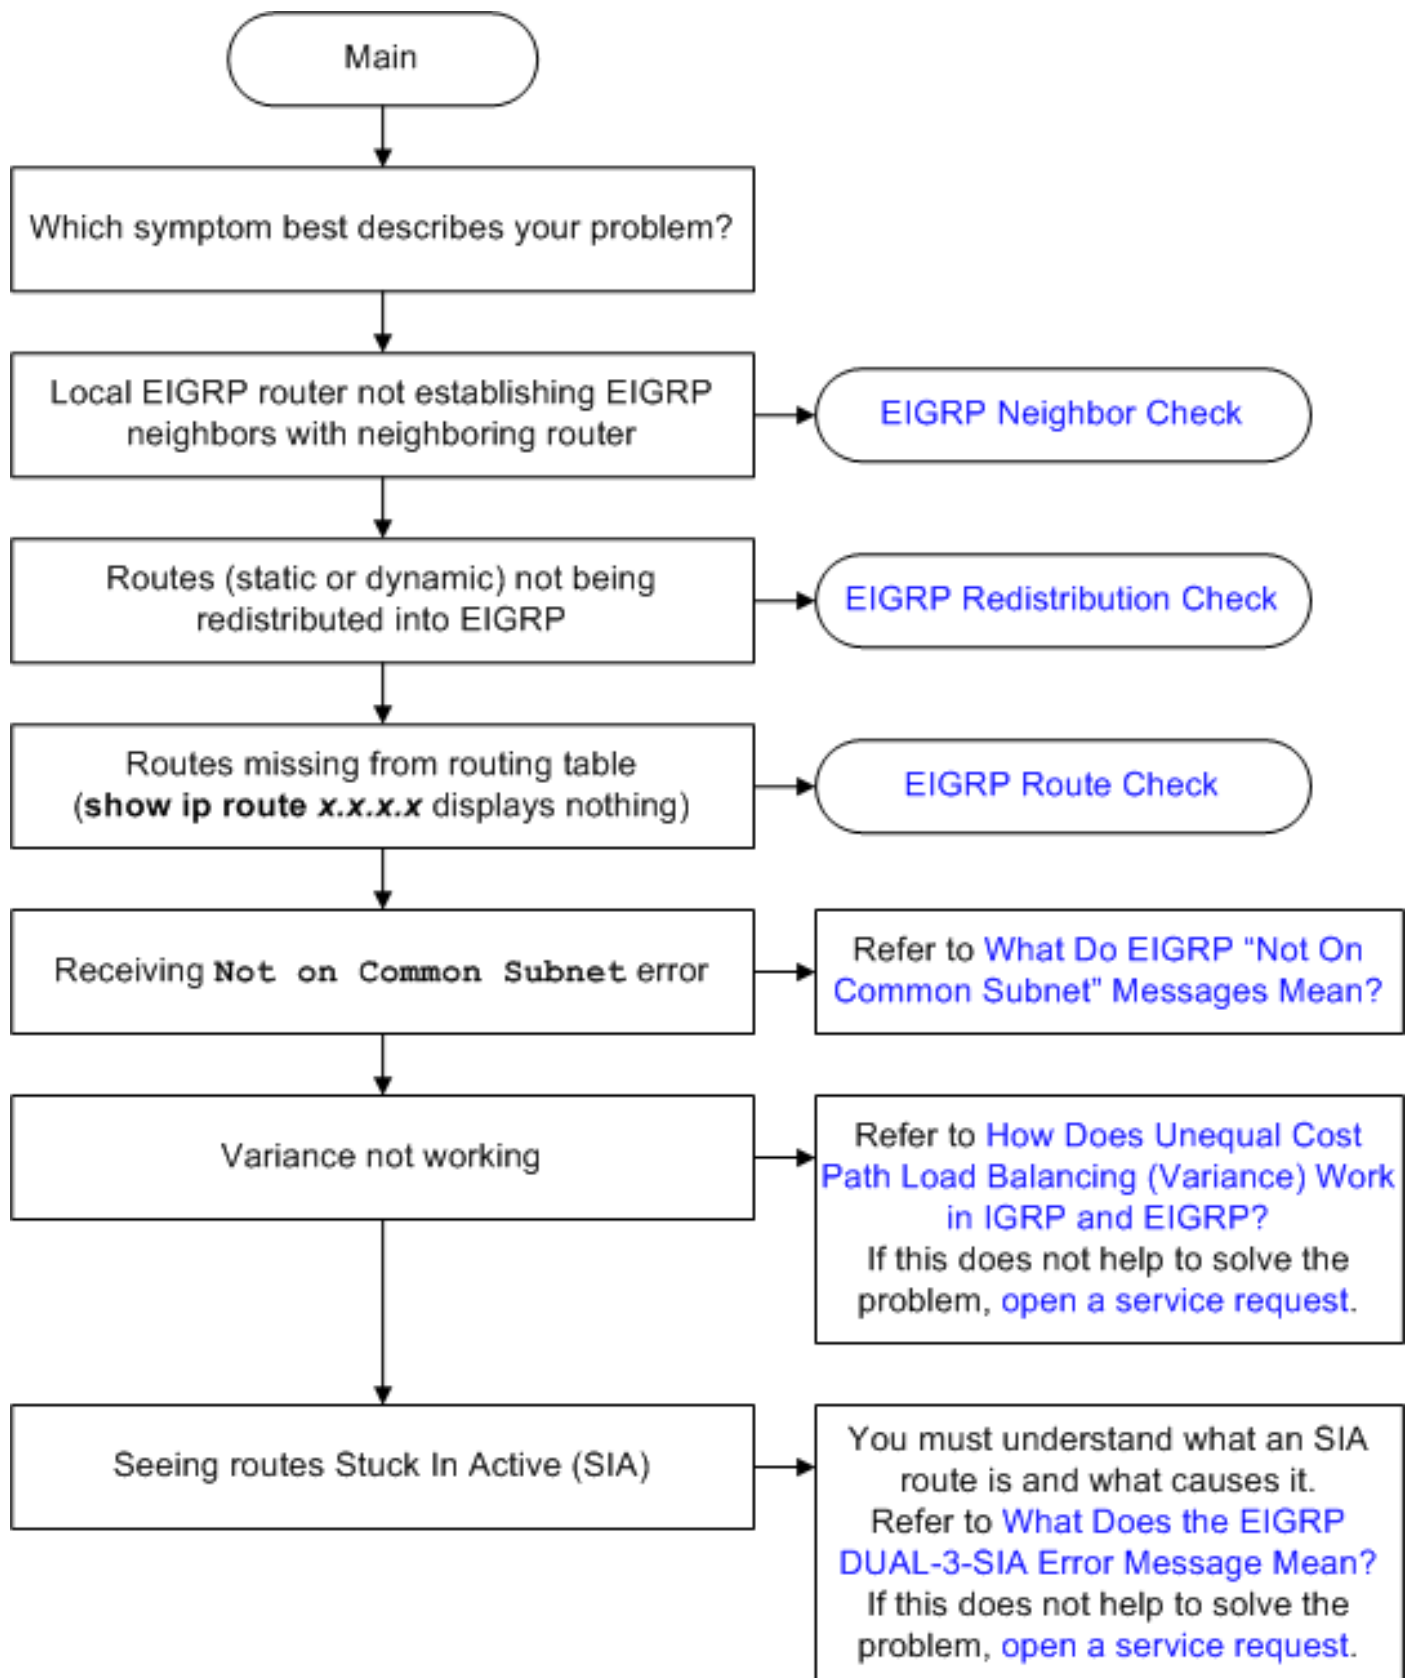 Main
Which symptom best describes your problem?
Local EIGRP router not establishing EIGRP
neighbors with neighboring router
EIGRP Neighbor Check
Routes (static or dynamic) not being
redistributed into EIGRP
EIGRP Redistribution Check
Routes missing from routing table
(show ip route x.x.x.x displays nothing)
EIGRP Route Check
Receiving Not on Common Subnet error
Refer to What Do EIGRP “Not On
Common Subnet” Messages Mean?
Variance not working
Refer to How Does Unequal Cost
Path Load Balancing (Variance) Work
in IGRP and EIGRP?
If this does not help to solve the
problem, open a service request.
Seeing routes Stuck In Active (SIA)
You must understand what an SIA
route is and what causes it.
Refer to What Does the EIGRP
DUAL-3-SIA Error Message Mean?
If this does not help to solve the
problem, open a service request.